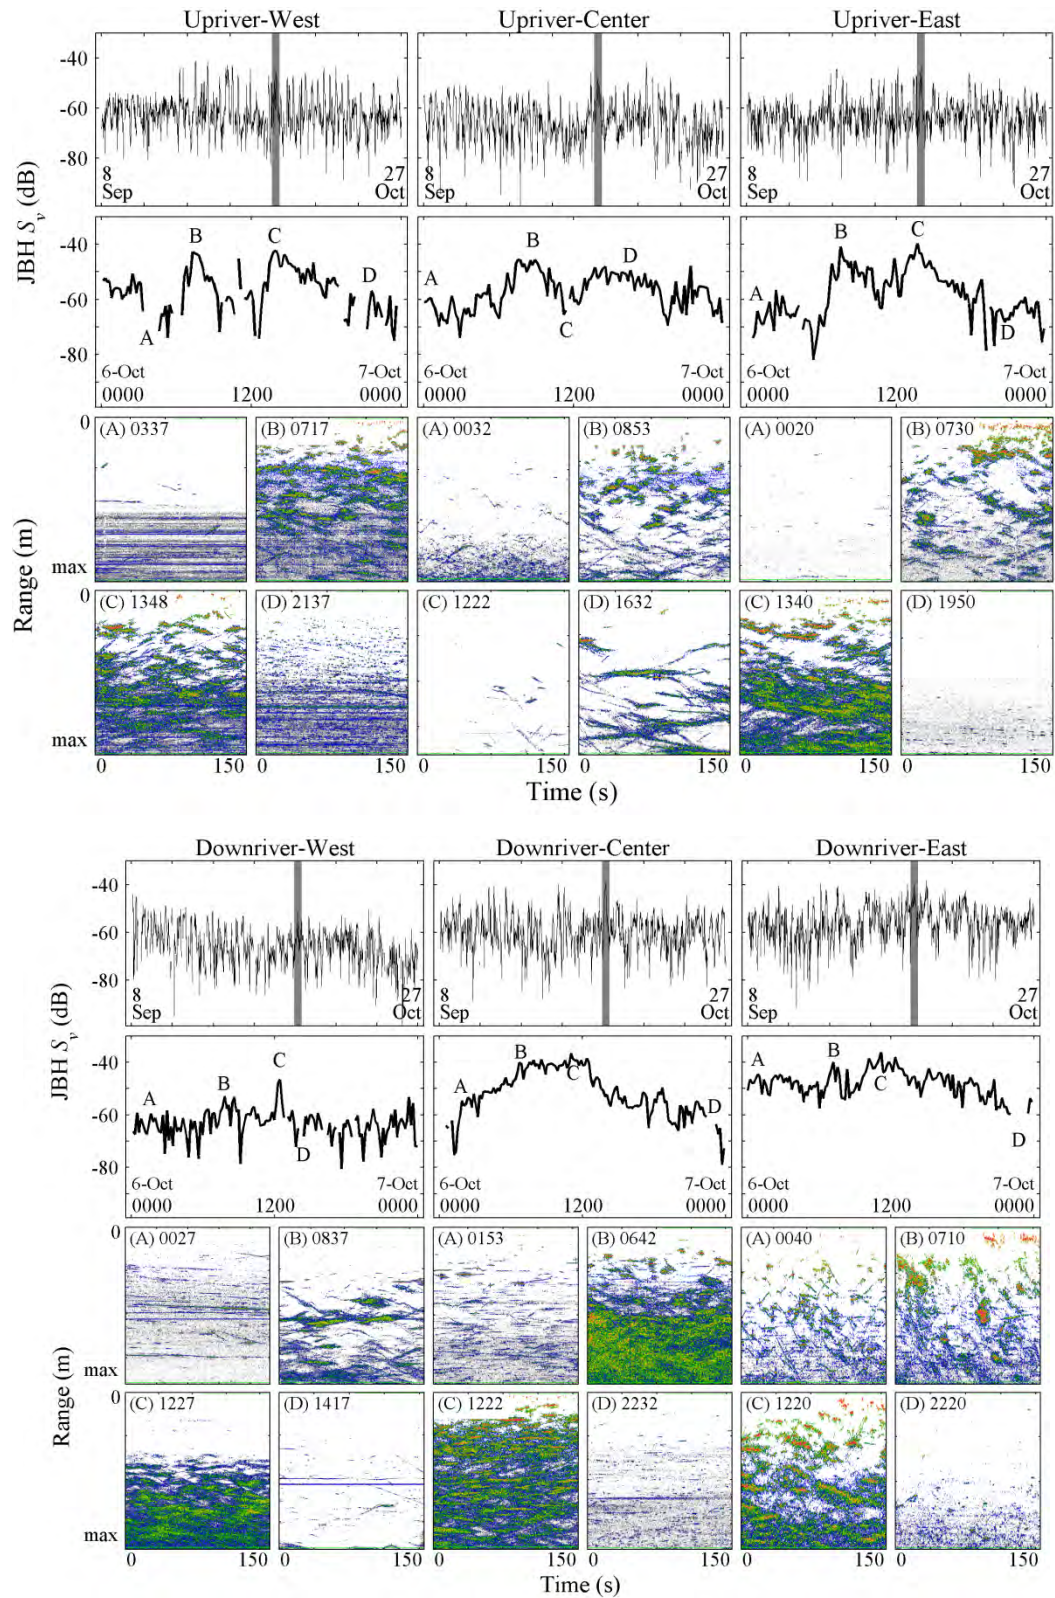 Upriver-West Upriver-Center Upriver-East
JBH Sv (dB)
-40
-60
-80
8 Sep 27 Oct 8 Sep 27 Oct 8 Sep 27 Oct
-40
-60
-80
A B C D A B C D A B C D
6-Oct 7-Oct 6-Oct 7-Oct 6-Oct 7-Oct
0000 1200 0000 0000 1200 0000 0000 1200 0000
Range (m)
0
(A) 0337 (B) 0717 (A) 0032 (B) 0853 (A) 0020 (B) 0730
max
0
(C) 1348 (D) 2137 (C) 1222 (D) 1632 (C) 1340 (D) 1950
max
0 150 0 150 0 150 0 150 0 150 0 150
Time (s)
Downriver-West Downriver-Center Downriver-East
JBH Sv (dB)
-40
-60
-80
8 Sep 27 Oct 8 Sep 27 Oct 8 Sep 27 Oct
-40
-60
-80
A B C D A B C D A B C D
6-Oct 7-Oct 6-Oct 7-Oct 6-Oct 7-Oct
0000 1200 0000 0000 1200 0000 0000 1200 0000
Range (m)
0
(A) 0027 (B) 0837 (A) 0153 (B) 0642 (A) 0040 (B) 0710
max
0
(C) 1227 (D) 1417 (C) 1222 (D) 2232 (C) 1220 (D) 2220
max
0 150 0 150 0 150 0 150 0 150 0 150
Time (s)